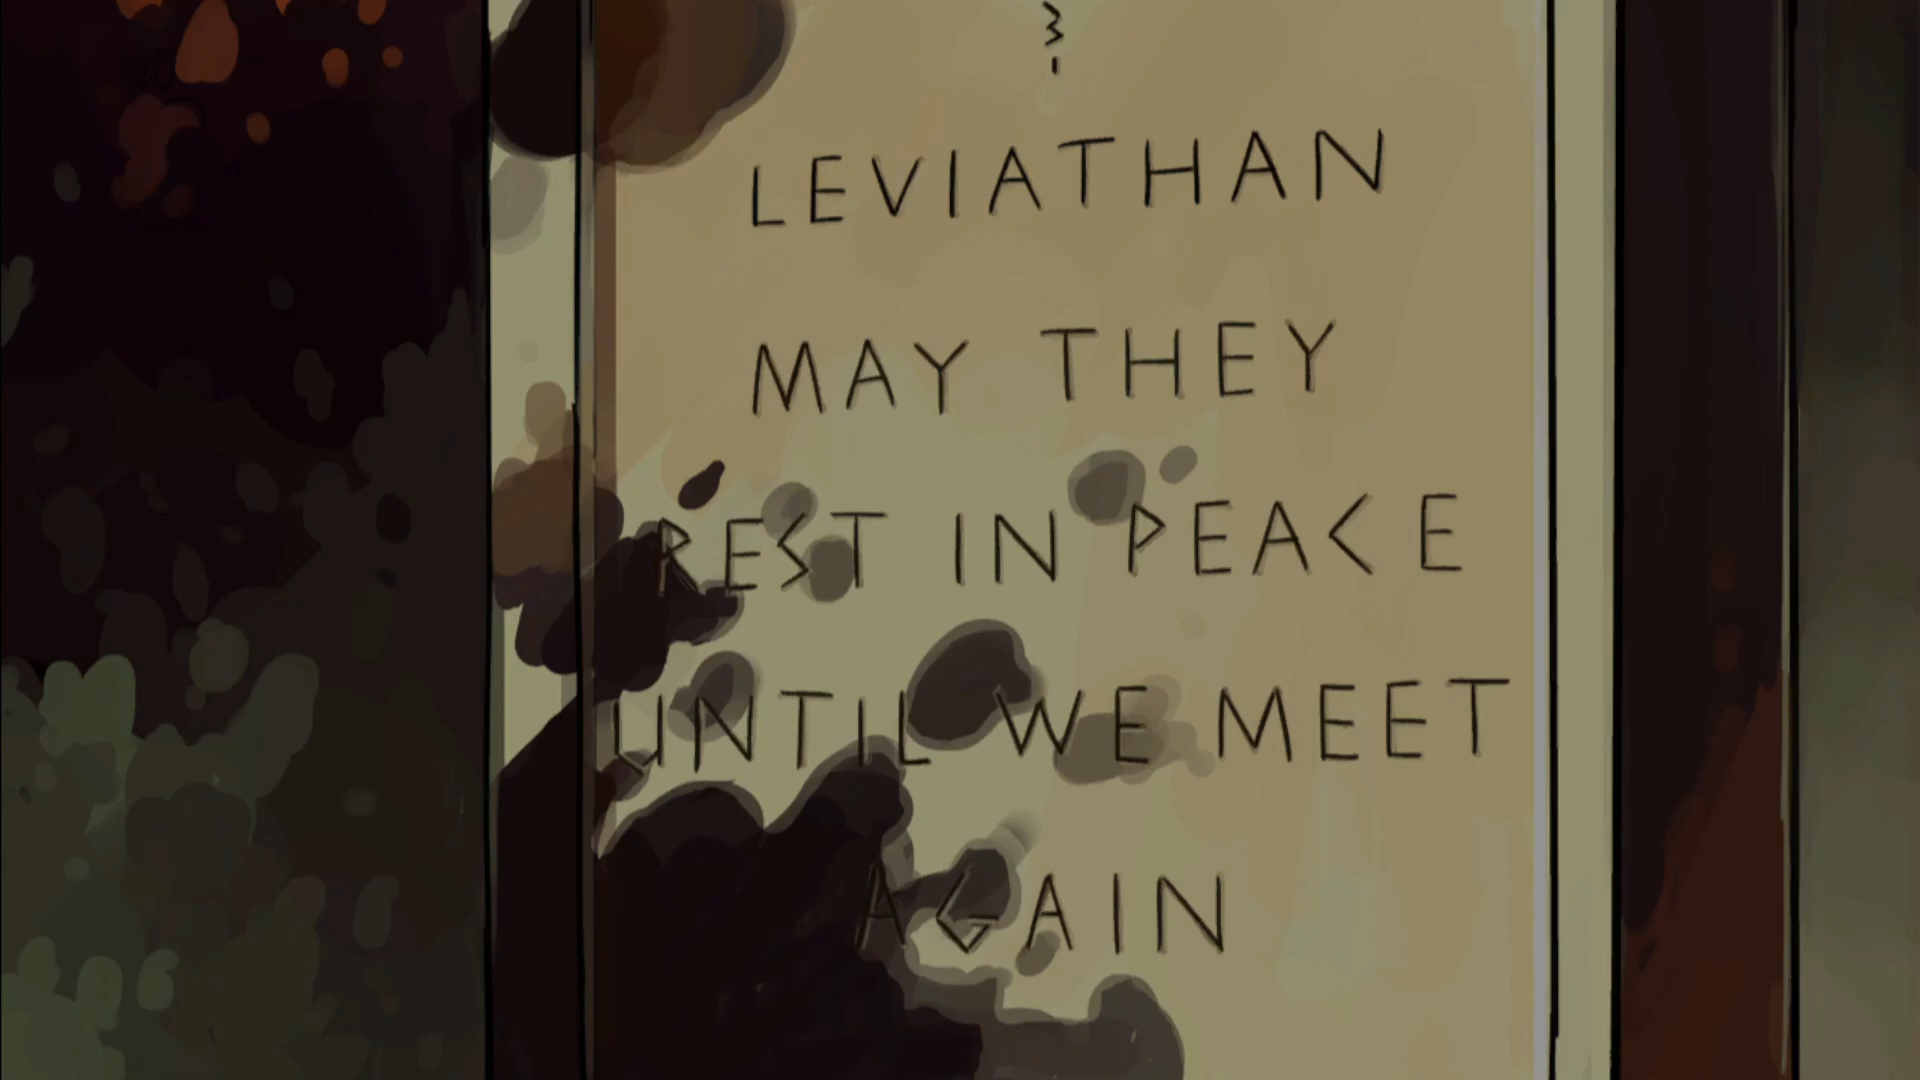 &
LEVIATHAN
MAY THEY
REST IN PEACE
UNTIL WE MEET
AGAIN